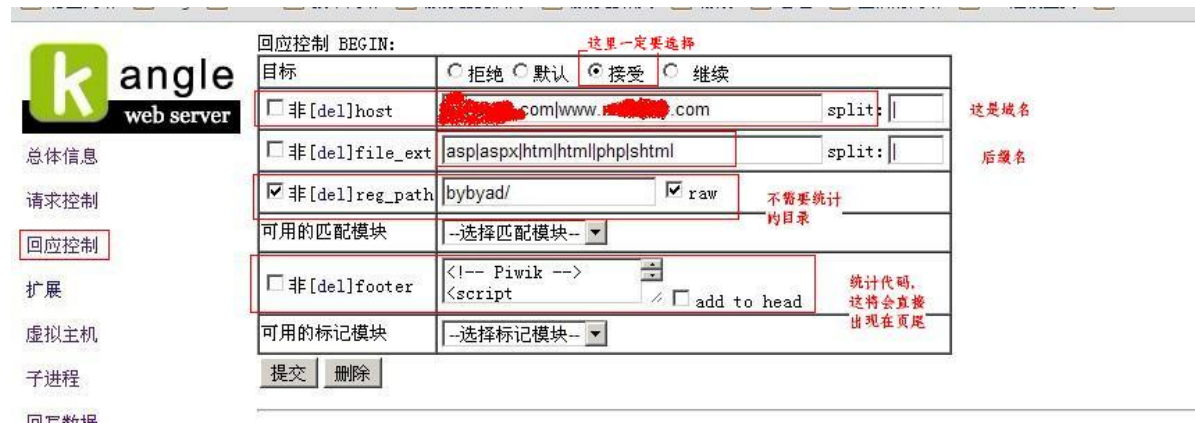 回应控制 BEGIN:
这里一定要选择
k angle
web server
目标
拒绝 默认 接受 继续
非[del]host
.com|www. .com
split: |
这是域名
非[del]file_ext
asp|aspx|htm|html|php|shtml
split: |
后缀名
非[del]reg_path
bybyad/
raw
不需要统计
的目录
可用的匹配模块
--选择匹配模块--
非[del]footer
<!-- Piwik -->
<script
add to head
统计代码,
这将会直接
出现在页尾
可用的标记模块
--选择标记模块--
提交 删除
总体信息
请求控制
回应控制
扩展
虚拟主机
子进程